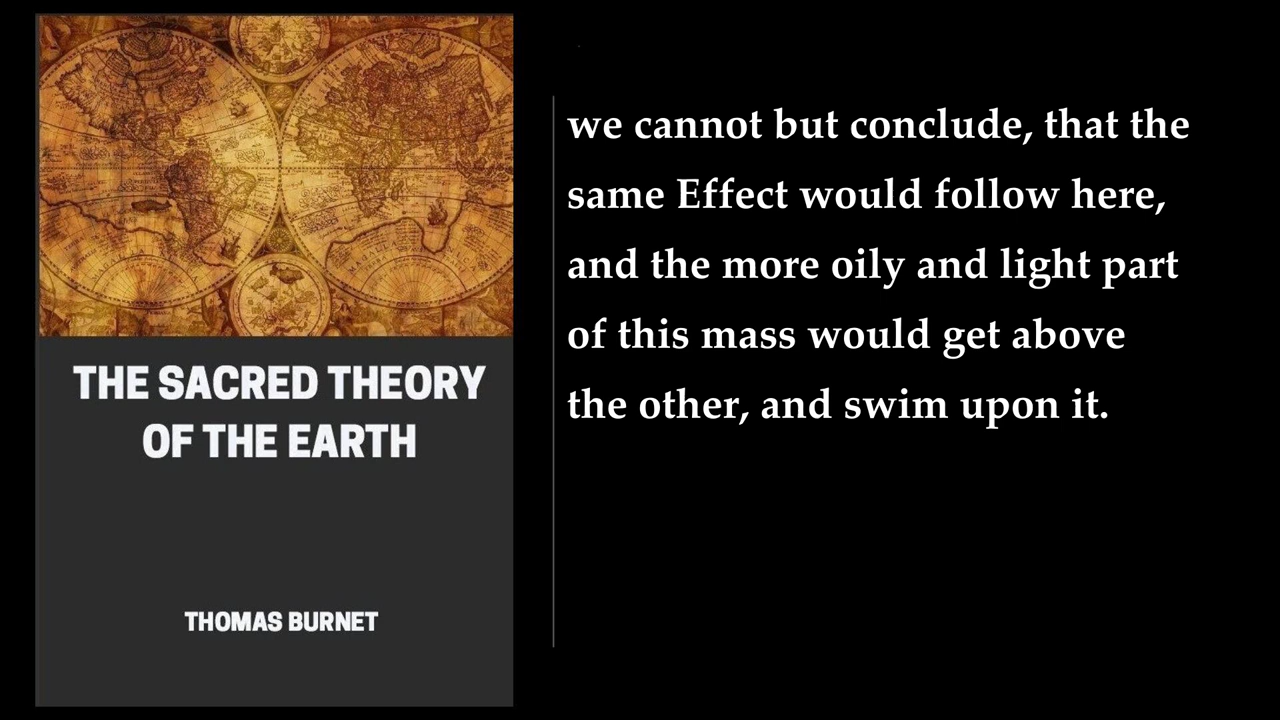 THE SACRED THEORY
OF THE EARTH
THOMAS BURNET
we cannot but conclude, that the
same Effect would follow here,
and the more oily and light part
of this mass would get above
the other, and swim upon it.